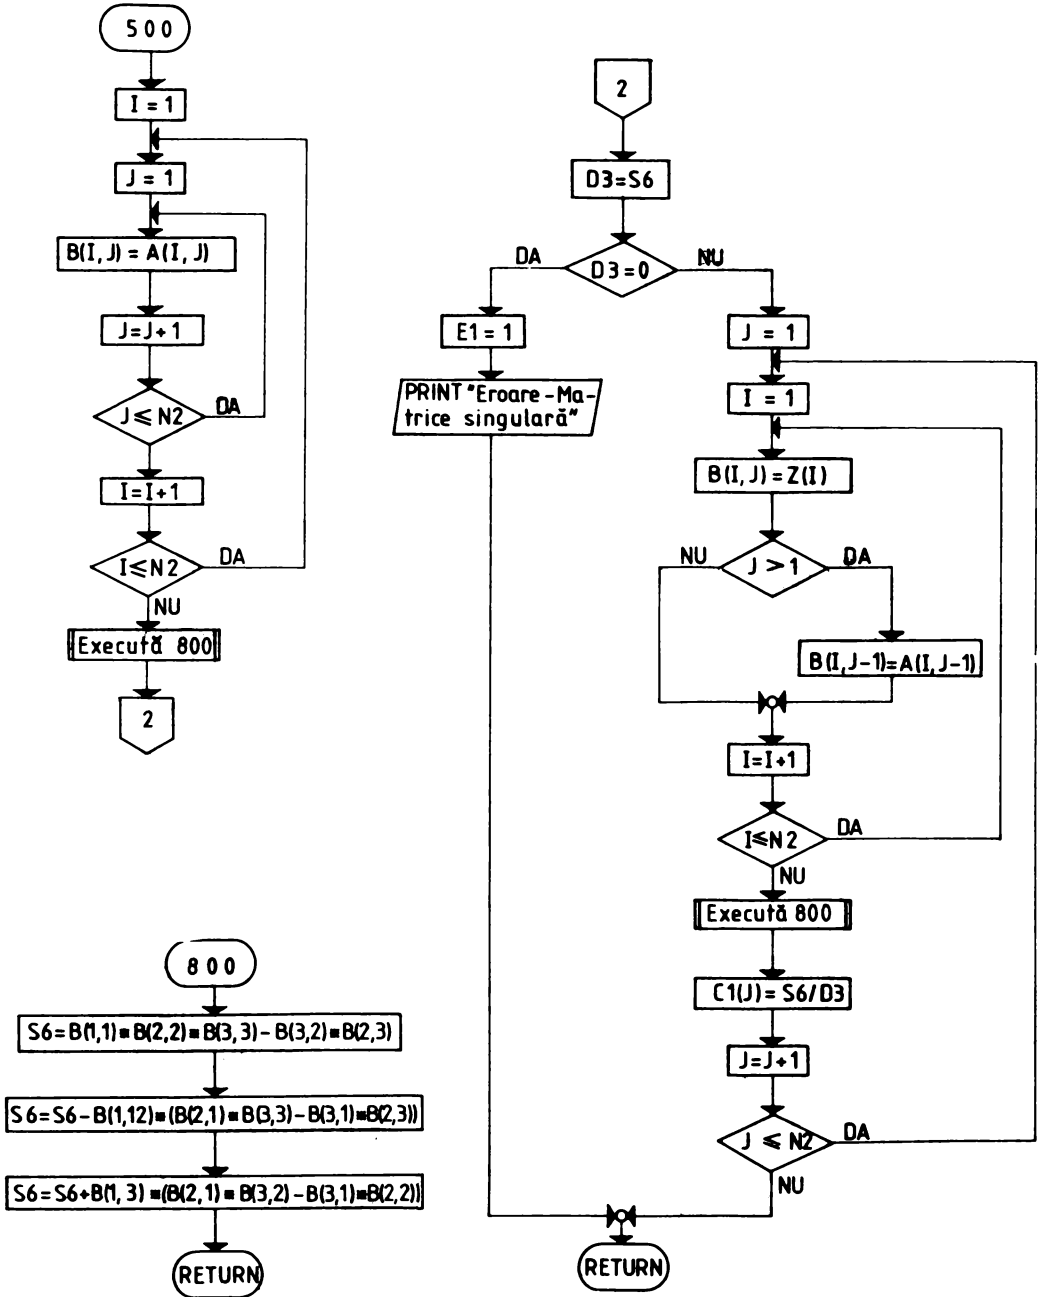 500
I = 1
J = 1
B(I,J) = A(I,J)
J=J+1
J ⩽ N2
DA
I=I+1
I⩽N2
DA
NU
Execută 800
2
2
D3=S6
D3=0
DA
NU
E1=1
PRINT "Eroare-Ma-
trice singulară"
J = 1
I = 1
B(I,J)=Z(I)
J > 1
NU
DA
B(I,J-1)=A(I,J-1)
I=I+1
I⩽N2
DA
NU
Execută 800
C1(J)= S6/D3
J=J+1
J ⩽ N2
DA
NU
RETURN
800
S6=B(1,1)*B(2,2)*B(3,3)-B(3,2)*B(2,3)
S6=S6-B(1,12)*(B(2,1)*B(3,3)-B(3,1)*B(2,3))
S6=S6+B(1,3)*(B(2,1)*B(3,2)-B(3,1)*B(2,2))
RETURN